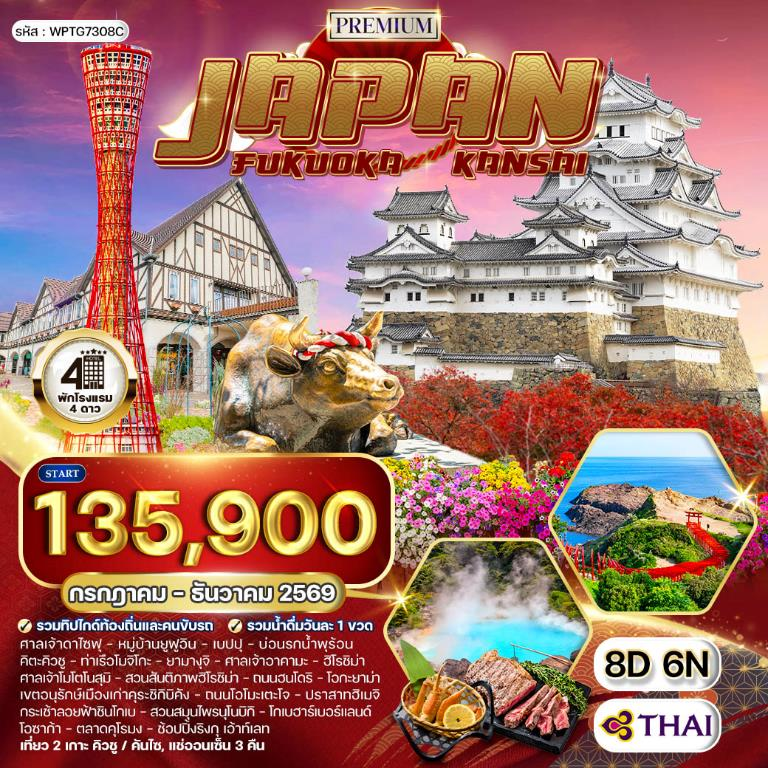 รหัส : WPTG7308C
PREMIUM
JAPAN
FUKUOKA KANSAI
HOTEL
4
พักโรงแรม
4 ดาว
START
135,900
กรกฎาคม - ธันวาคม 2569
รวมทิปไกด์ท้องถิ่นและคนขับรถ รวมน้ำดื่มวันละ 1 ขวด
ศาลเจ้าดาไซฟุ - หมู่บ้านยูฟูอิน - เบปปุ - บ่อนรกน้ำพุร้อน
คิตะคิวชู - ท่าเรือโมจิโกะ - ยามางุจิ - ศาลเจ้าอาคามะ - ฮิโรชิม่า
ศาลเจ้าโมโตโนสุมิ - สวนสันติภาพฮิโรชิม่า - ถนนฮนโดริ - โอกะยาม่า
เขตอนุรักษ์เมืองเก่าคุระชิกิบิคัง - ถนนโอโมะเตะโจ - ปราสาทฮิเมจิ
กระเช้าลอยฟ้าชินโกเบ - สวนสมุนไพรนุโนบิกิ - โกเบฮาร์เบอร์แลนด์
โอซาก้า - ตลาดคุโรมง - ช้อปปิ้งริงกุ เอ้าท์เลท
เที่ยว 2 เกาะ คิวชู / คันไซ, แช่ออนเซ็น 3 คืน
8D 6N
THAI